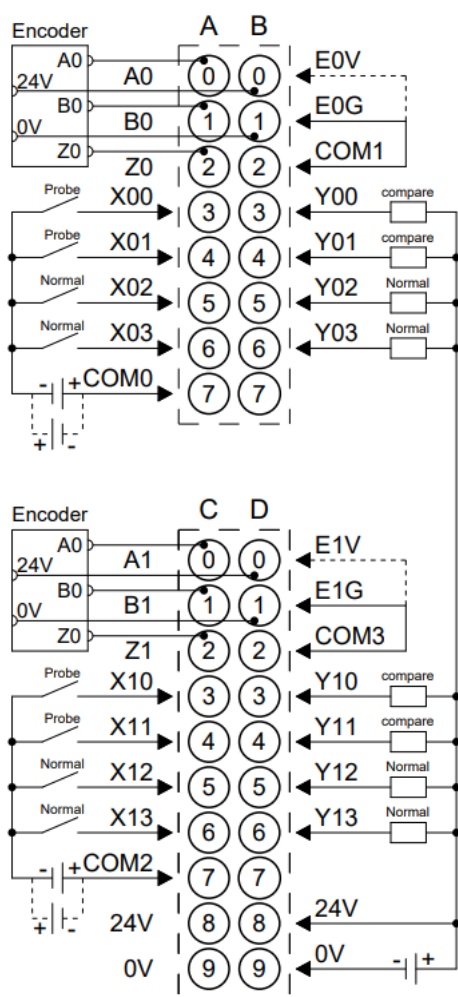 Encoder A B
A0 A0 0 0 E0V
24V
B0 B0 1 1 E0G
0V
Z0 Z0 2 2 COM1
Probe X00 3 3 Y00 compare
Probe X01 4 4 Y01 compare
Normal X02 5 5 Y02 Normal
Normal X03 6 6 Y03 Normal
- + COM0 7 7
+ -
Encoder C D
A0 A1 0 0 E1V
24V
B0 B1 1 1 E1G
0V
Z0 Z1 2 2 COM3
Probe X10 3 3 Y10 compare
Probe X11 4 4 Y11 compare
Normal X12 5 5 Y12 Normal
Normal X13 6 6 Y13 Normal
- + COM2 7 7
+ -
24V 8 8 24V
0V 9 9 0V - +